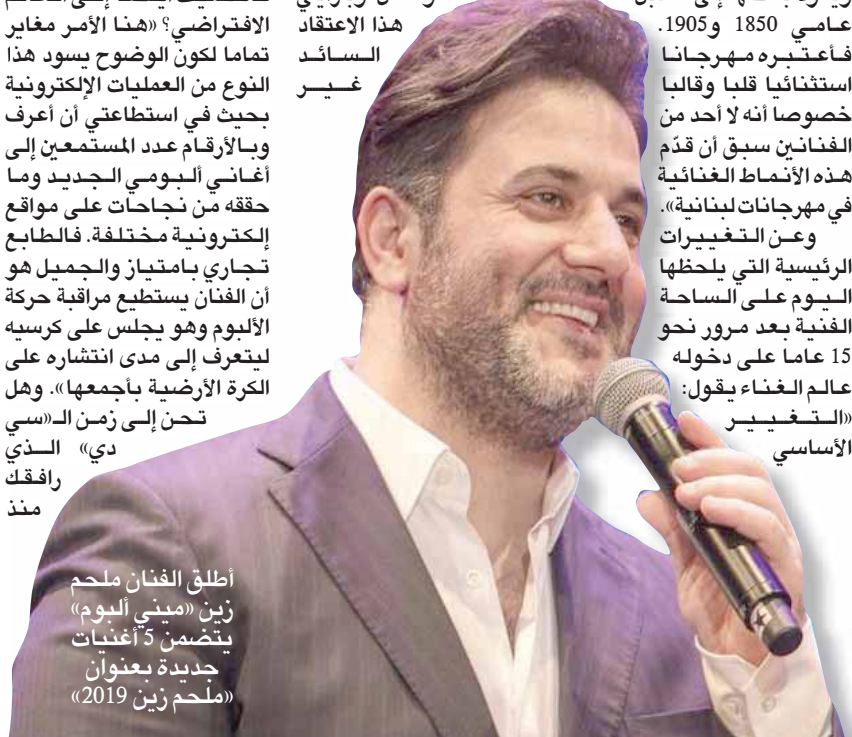 عامي 1850 و1905.
فأعتبره مهرجانا
استثنائيا قلبا وقالبا
خصوصا أنه لا أحد من
الفنانين سبق أن قدّم
هذه الأنماط الغنائية
في مهرجانات لبنانية».
وعن التغييرات
الرئيسية التي يلحظها
اليوم على الساحة
الفنية بعد مرور نحو
15 عاما على دخوله
عالم الغناء يقول:
«التغيير
الأساسي
هذا الاعتقاد
السائد
غير
الافتراضي؟ «هنا الأمر مغاير
تماما لكون الوضوح يسود هذا
النوع من العمليات الإلكترونية
بحيث في استطاعتي أن أعرف
وبالأرقام عدد المستمعين إلى
أغاني ألبومي الجديد وما
حققه من نجاحات على مواقع
إلكترونية مختلفة. فالطابع
تجاري بامتياز والجميل هو
أن الفنان يستطيع مراقبة حركة
الألبوم وهو يجلس على كرسيه
ليتعرف إلى مدى انتشاره على
الكرة الأرضية بأجمعها». وهل
تحن إلى زمن الـ«سي
دي» الذي
رافقك
منذ
أطلق الفنان ملحم
زين «ميني ألبوم»
يتضمن 5 أغنيات
جديدة بعنوان
«ملحم زين 2019»